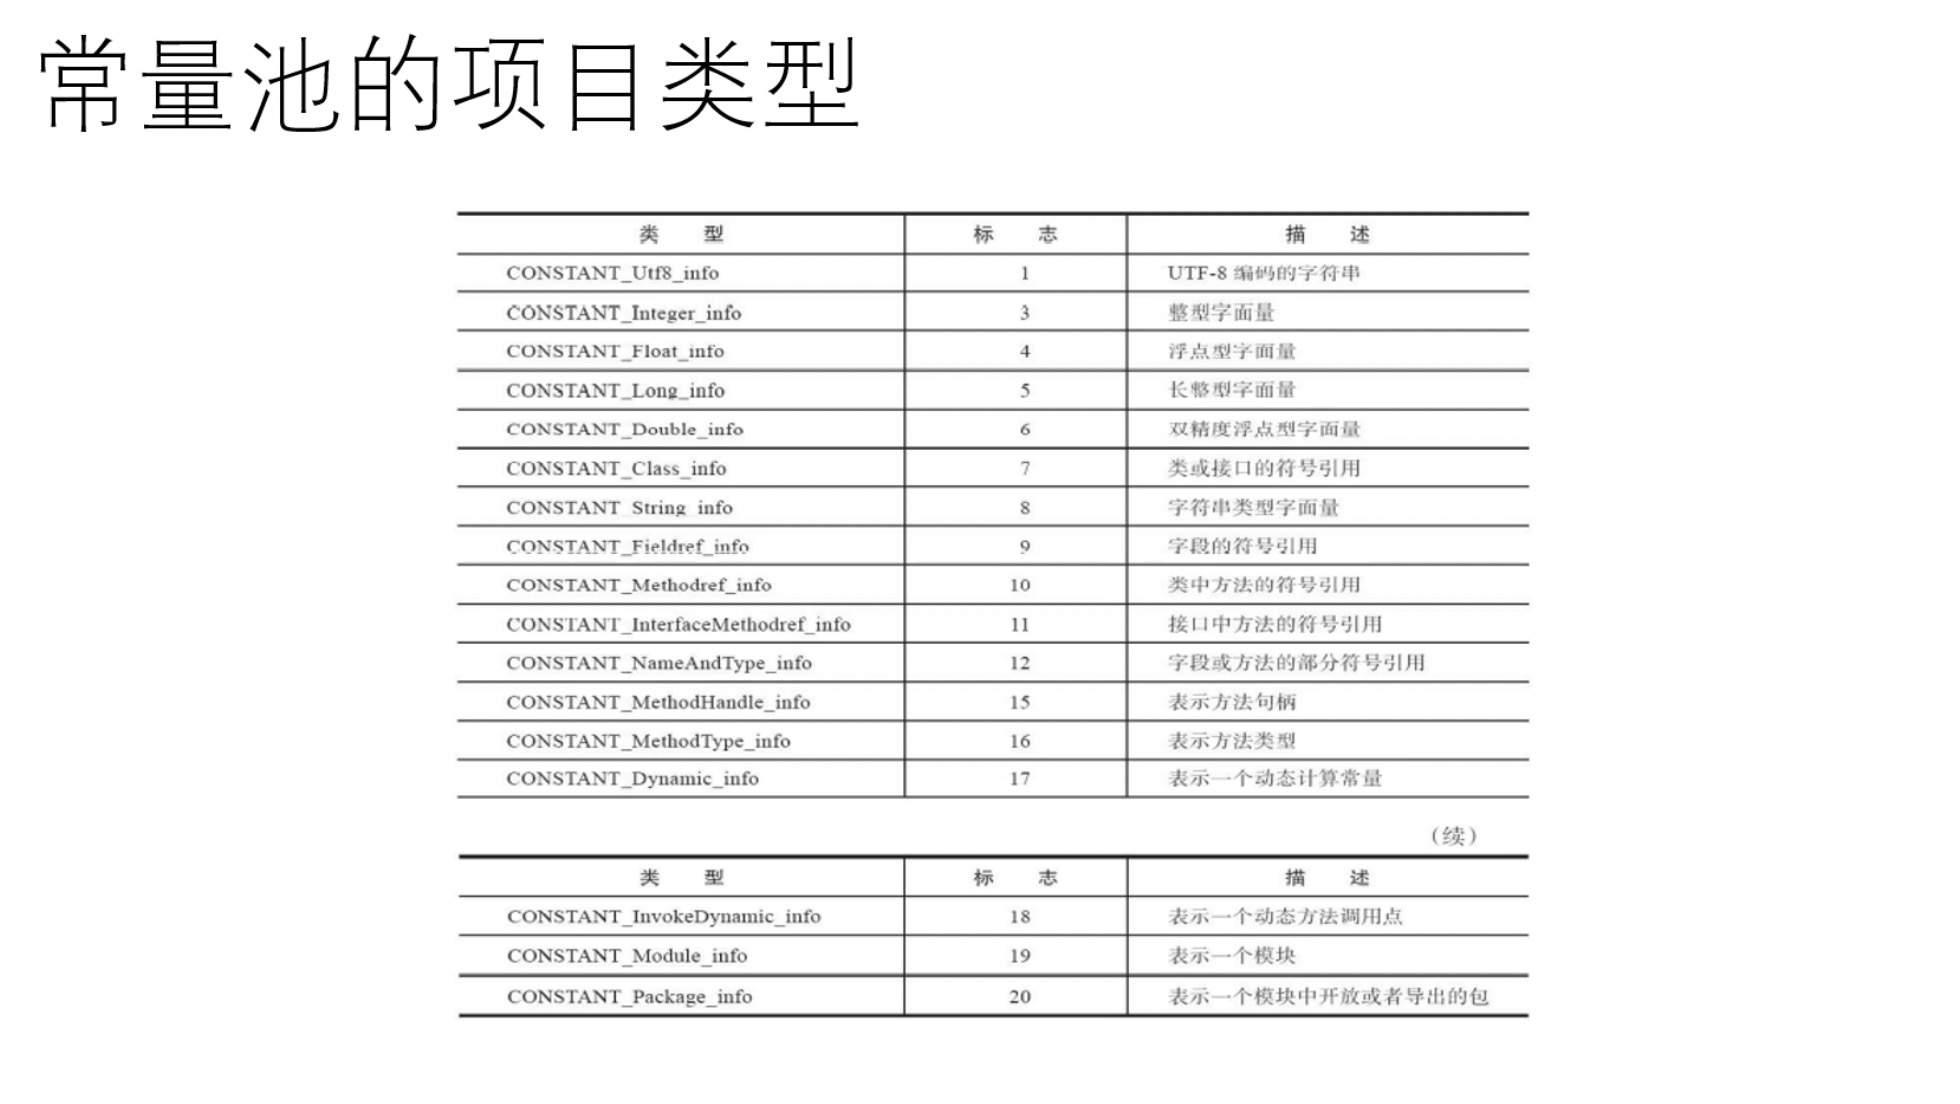 常量池的项目类型
类 型 标 志 描 述
CONSTANT_Utf8_info 1 UTF-8 编码的字符串
CONSTANT_Integer_info 3 整型字面量
CONSTANT_Float_info 4 浮点型字面量
CONSTANT_Long_info 5 长整型字面量
CONSTANT_Double_info 6 双精度浮点型字面量
CONSTANT_Class_info 7 类或接口的符号引用
CONSTANT_String_info 8 字符串类型字面量
CONSTANT_Fieldref_info 9 字段的符号引用
CONSTANT_Methodref_info 10 类中方法的符号引用
CONSTANT_InterfaceMethodref_info 11 接口中方法的符号引用
CONSTANT_NameAndType_info 12 字段或方法的部分符号引用
CONSTANT_MethodHandle_info 15 表示方法句柄
CONSTANT_MethodType_info 16 表示方法类型
CONSTANT_Dynamic_info 17 表示一个动态计算常量
（续）
类 型 标 志 描 述
CONSTANT_InvokeDynamic_info 18 表示一个动态方法调用点
CONSTANT_Module_info 19 表示一个模块
CONSTANT_Package_info 20 表示一个模块中开放或者导出的包